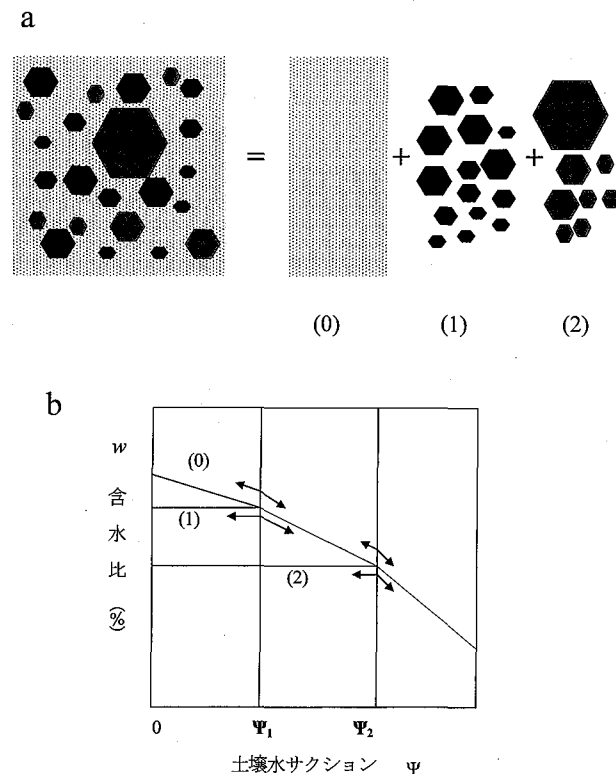 a
= + +
(0) (1) (2)
b
w 含水比 (%)
(0)
(1)
(2)
0 Ψ₁ Ψ₂
土壌水サクション Ψ